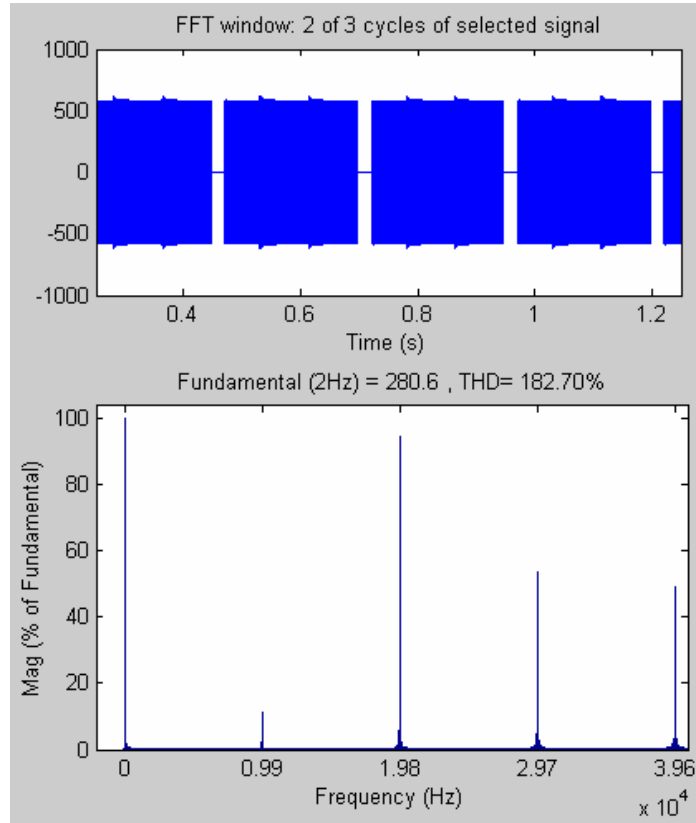 FFT window: 2 of 3 cycles of selected signal
1000
500
0
-500
-1000
0.4 0.6 0.8 1 1.2
Time (s)
Fundamental (2Hz) = 280.6 , THD= 182.70%
Mag (% of Fundamental)
100
80
60
40
20
0
0 0.99 1.98 2.97 3.96
Frequency (Hz)
x 10^4